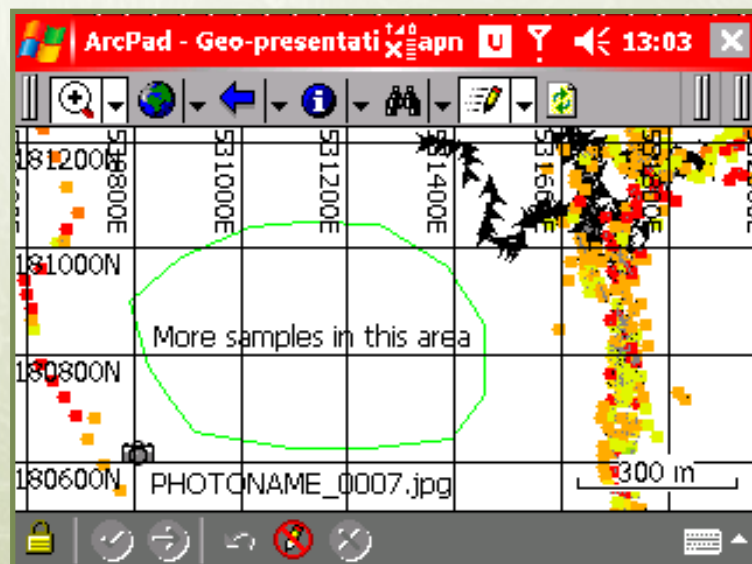 ArcPad - Geo-presentati apn U 13:03
181200N
530800E
531000E
531200E
531400E
181000N
More samples in this area
180800N
180600N
PHOTONAME_0007.jpg
300 m